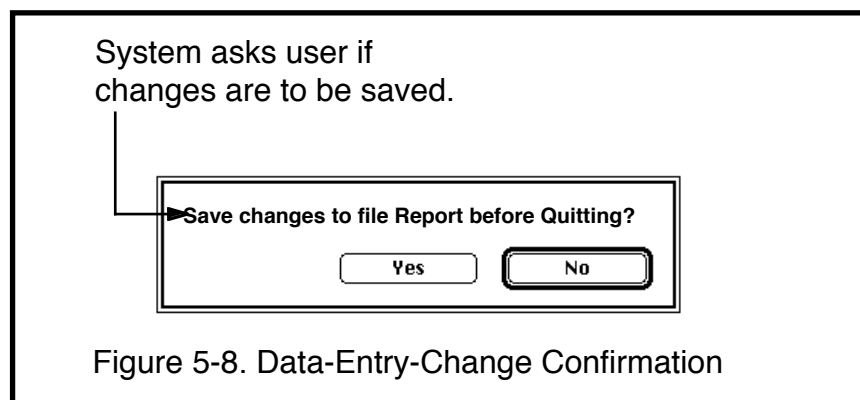 System asks user if
changes are to be saved.
Save changes to file Report before Quitting?
Yes No
Figure 5-8. Data-Entry-Change Confirmation